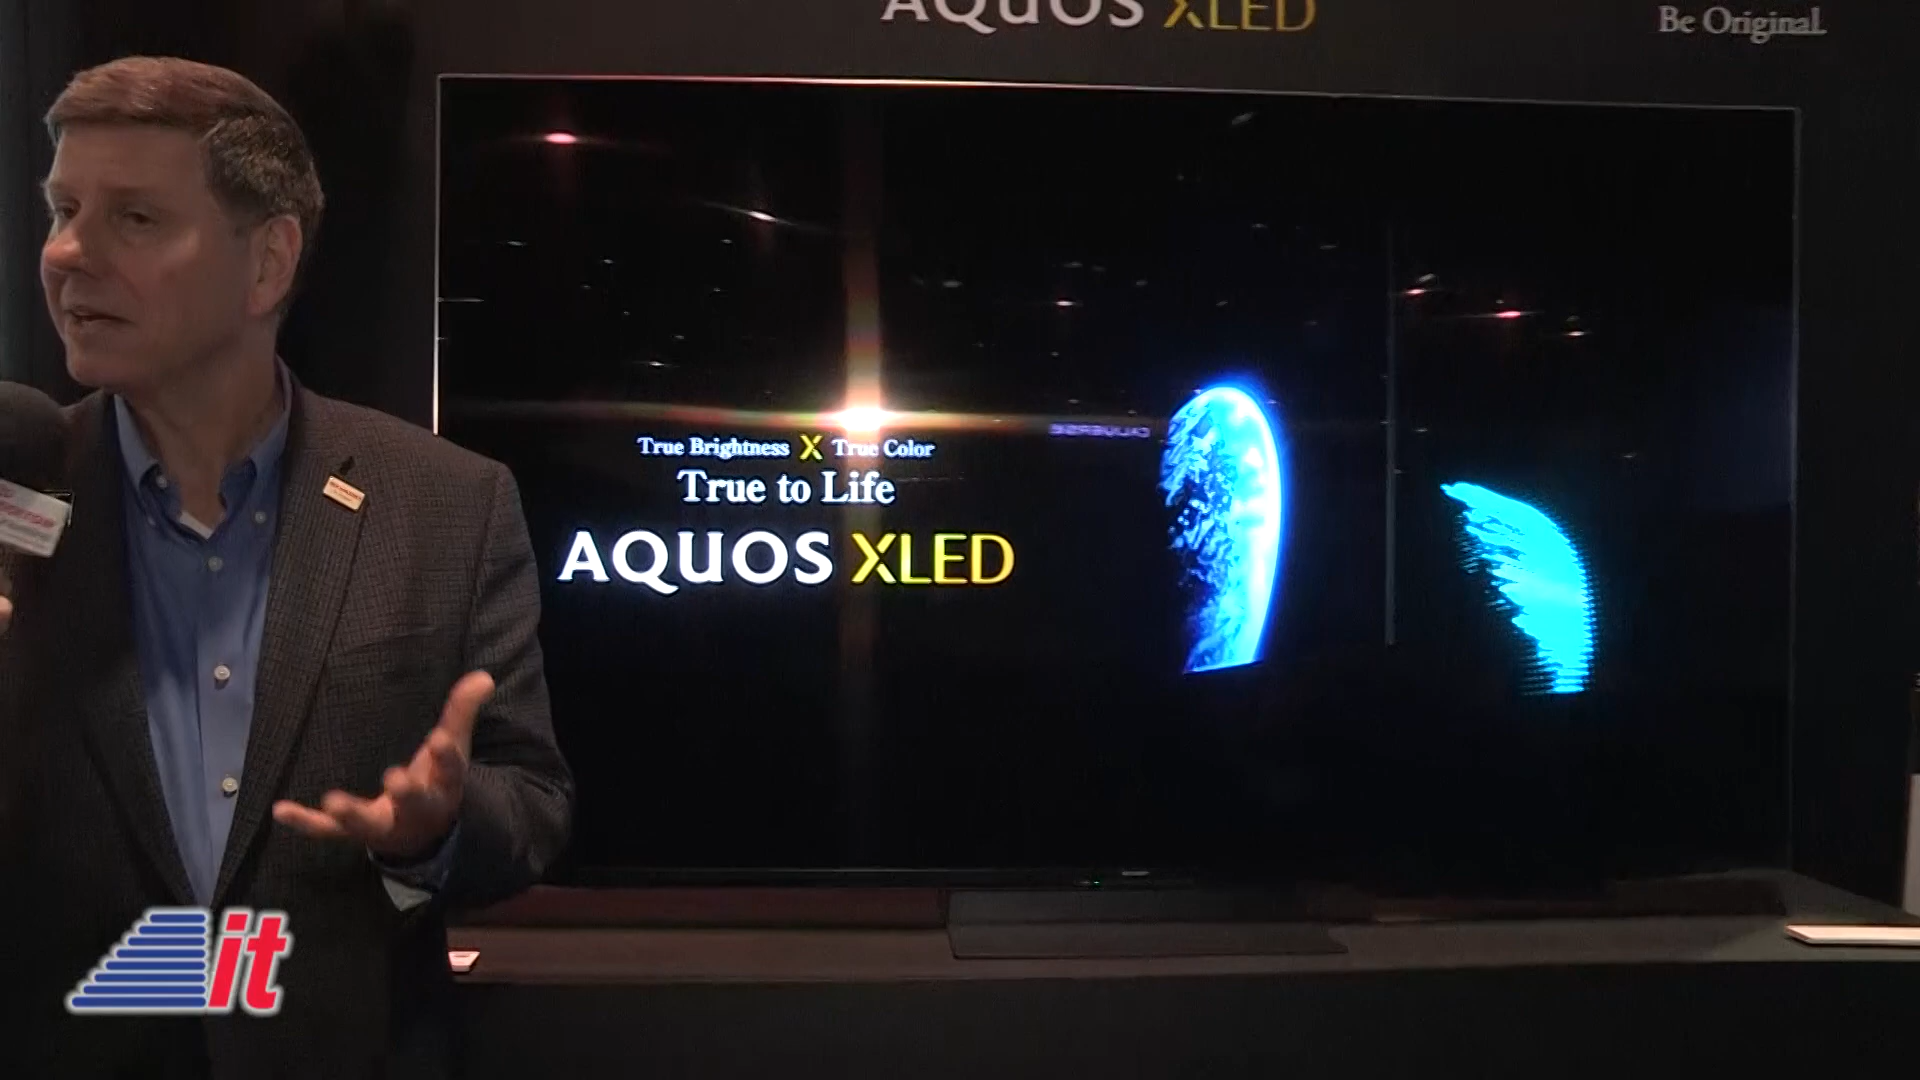 AQUOS XLED
Be Original.
True Brightness X True Color
True to Life
AQUOS XLED
it